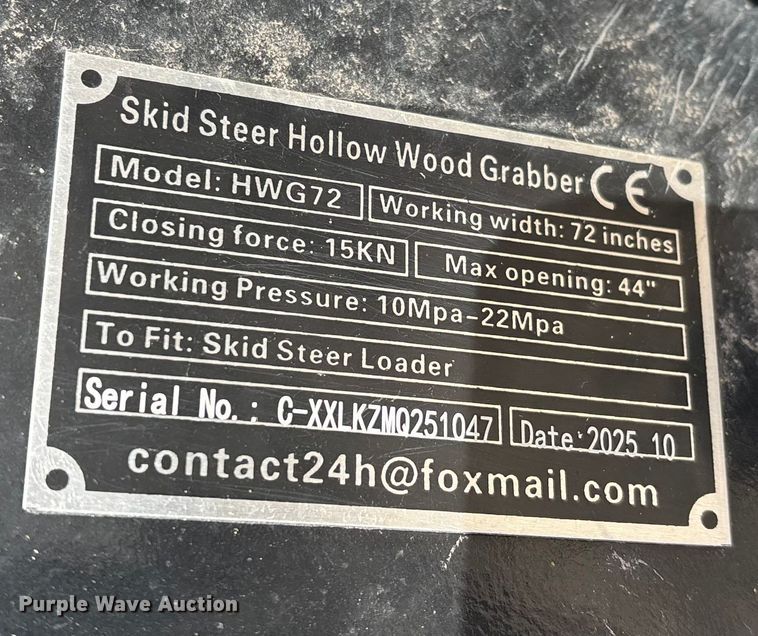 Skid Steer Hollow Wood Grabber CE
Model: HWG72 Working width: 72 inches
Closing force: 15KN Max opening: 44"
Working Pressure: 10Mpa-22Mpa
To Fit: Skid Steer Loader
Serial No.: C-XXLKZMQ251047 Date: 2025 10
contact24h@foxmail.com
Purple Wave Auction